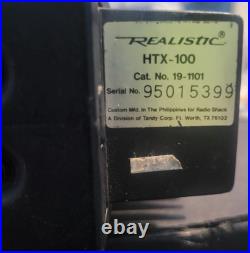 REALISTIC®
HTX-100
Cat. No. 19-1101
Serial No. 95015399
Custom Mfd. In the Philippines for Radio Shack
A Division of Tandy Corp. Ft. Worth, TX 76102